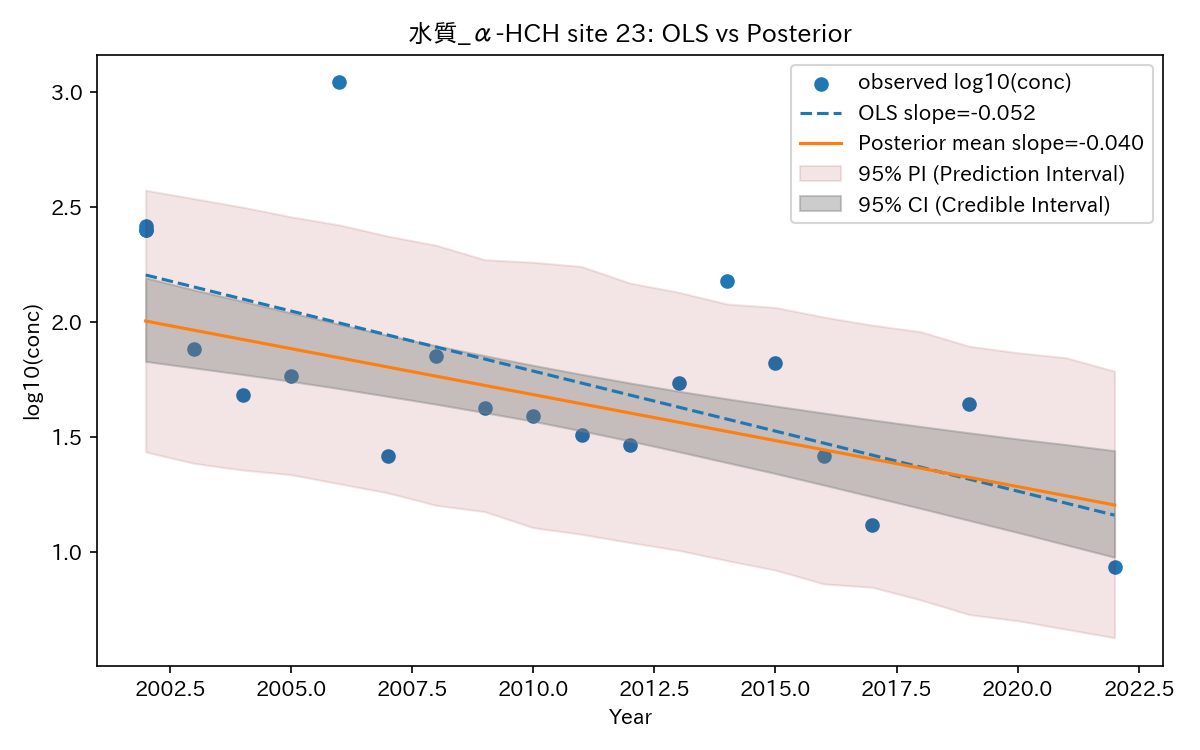 水質_α-HCH site 23: OLS vs Posterior
observed log10(conc)
OLS slope=-0.052
Posterior mean slope=-0.040
95% PI (Prediction Interval)
95% CI (Credible Interval)
log10(conc)
3.0
2.5
2.0
1.5
1.0
2002.5 2005.0 2007.5 2010.0 2012.5 2015.0 2017.5 2020.0 2022.5
Year